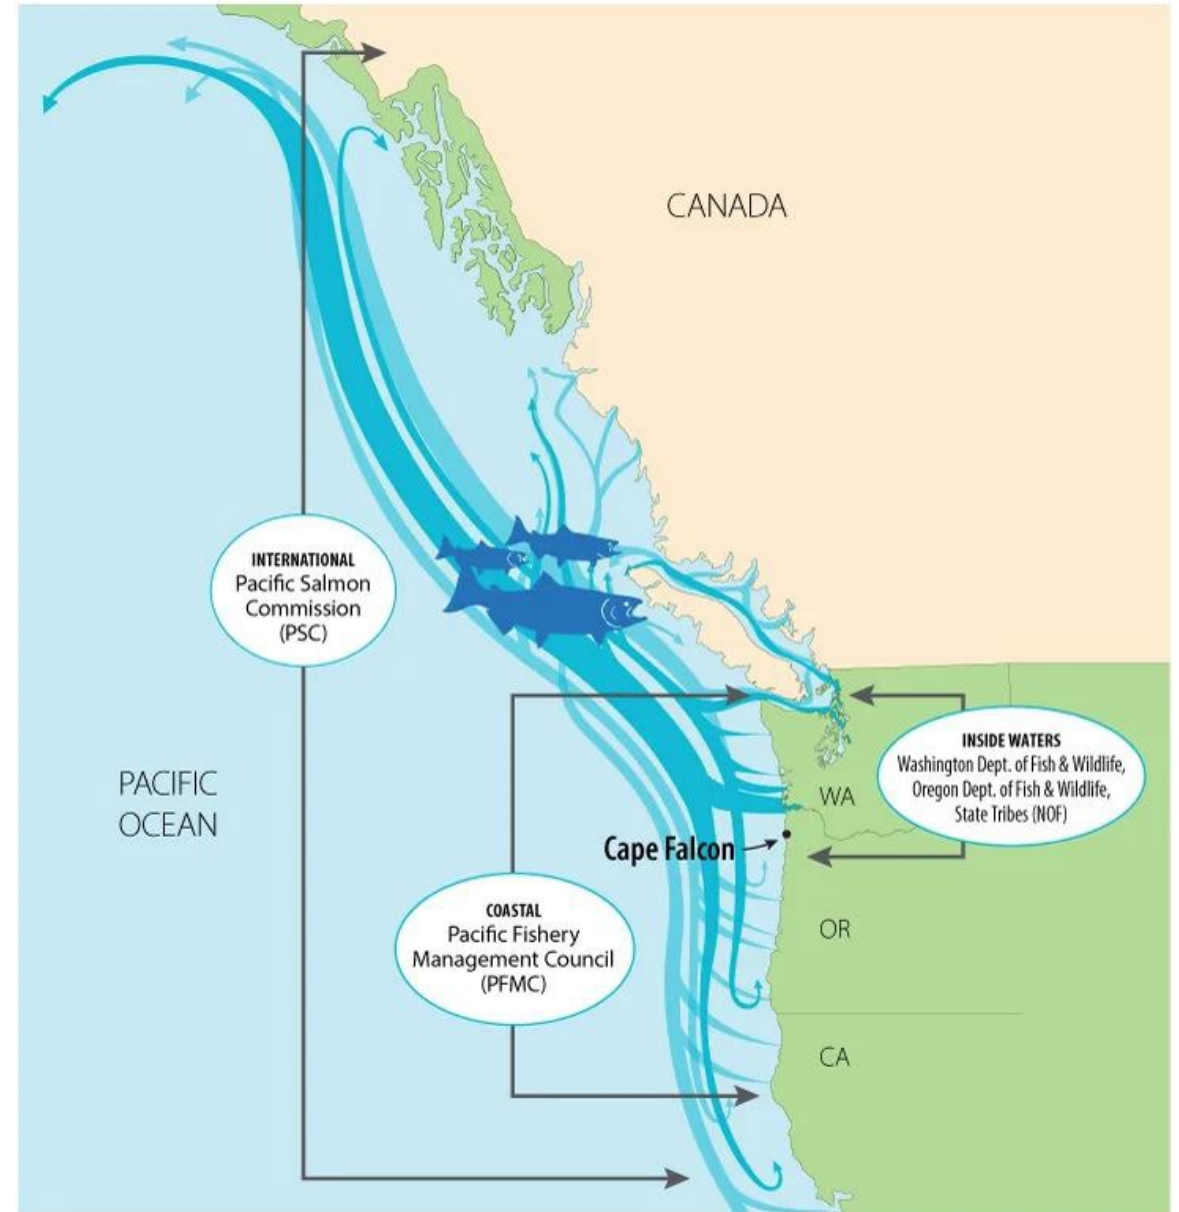 CANADA
INTERNATIONAL
Pacific Salmon
Commission
(PSC)
PACIFIC
OCEAN
INSIDE WATERS
Washington Dept. of Fish & Wildlife,
Oregon Dept. of Fish & Wildlife,
State Tribes (NOF)
WA
Cape Falcon
COASTAL
Pacific Fishery
Management Council
(PFMC)
OR
CA